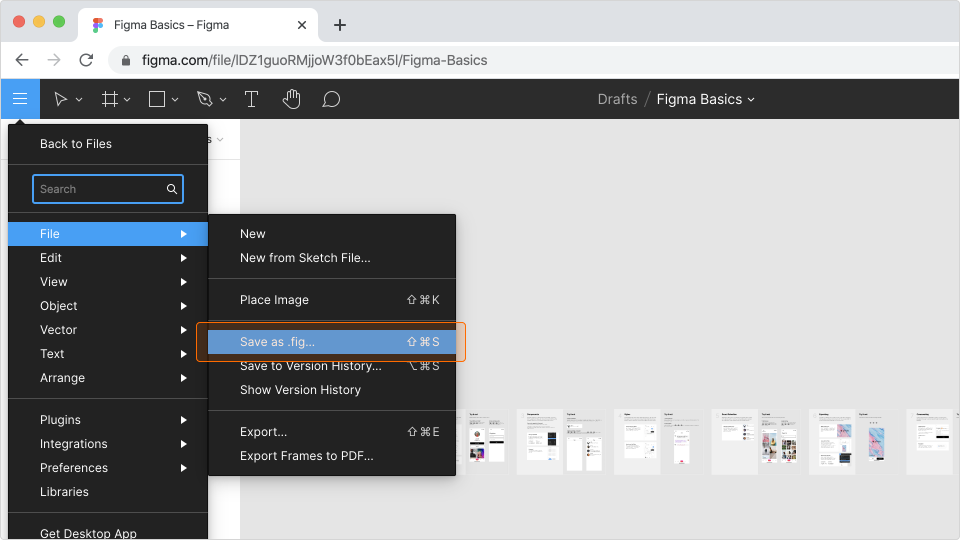 Figma Basics – Figma
figma.com/file/lDZ1guoRMjjoW3f0bEax5l/Figma-Basics
Drafts / Figma Basics
Back to Files
Search
File
Edit
View
Object
Vector
Text
Arrange
Plugins
Integrations
Preferences
Libraries
Get Desktop App
New
New from Sketch File...
Place Image ⇧⌘K
Save as .fig... ⇧⌘S
Save to Version History... ⌥⌘S
Show Version History
Export... ⇧⌘E
Export Frames to PDF...